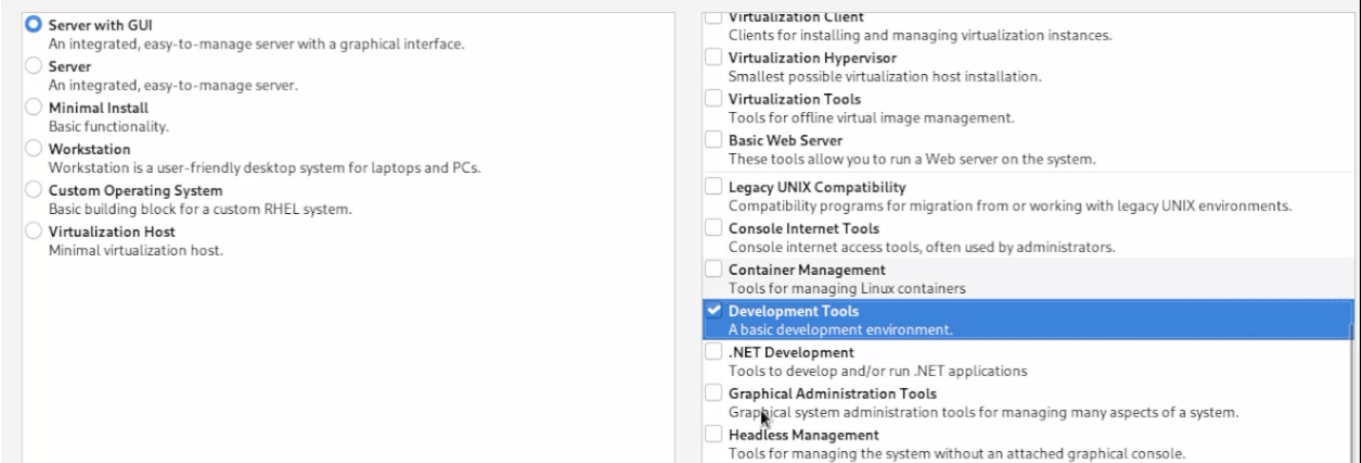 Server with GUI
An integrated, easy-to-manage server with a graphical interface.
Server
An integrated, easy-to-manage server.
Minimal Install
Basic functionality.
Workstation
Workstation is a user-friendly desktop system for laptops and PCs.
Custom Operating System
Basic building block for a custom RHEL system.
Virtualization Host
Minimal virtualization host.
Virtualization Client
Clients for installing and managing virtualization instances.
Virtualization Hypervisor
Smallest possible virtualization host installation.
Virtualization Tools
Tools for offline virtual image management.
Basic Web Server
These tools allow you to run a Web server on the system.
Legacy UNIX Compatibility
Compatibility programs for migration from or working with legacy UNIX environments.
Console Internet Tools
Console internet access tools, often used by administrators.
Container Management
Tools for managing Linux containers
Development Tools
A basic development environment.
.NET Development
Tools to develop and/or run .NET applications
Graphical Administration Tools
Graphical system administration tools for managing many aspects of a system.
Headless Management
Tools for managing the system without an attached graphical console.